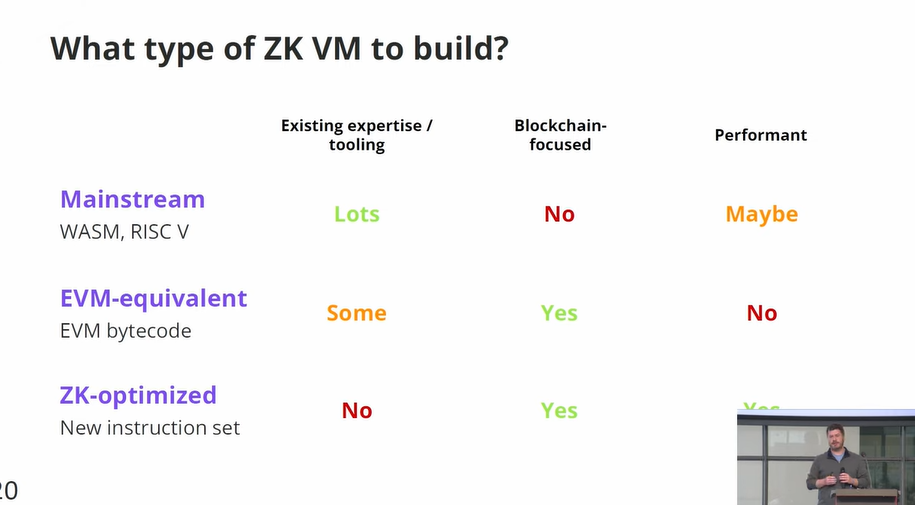 What type of ZK VM to build?
Existing expertise /
tooling
Blockchain-
focused
Performant
Mainstream
WASM, RISC V
Lots
No
Maybe
EVM-equivalent
EVM bytecode
Some
Yes
No
ZK-optimized
New instruction set
No
Yes
Yes
20